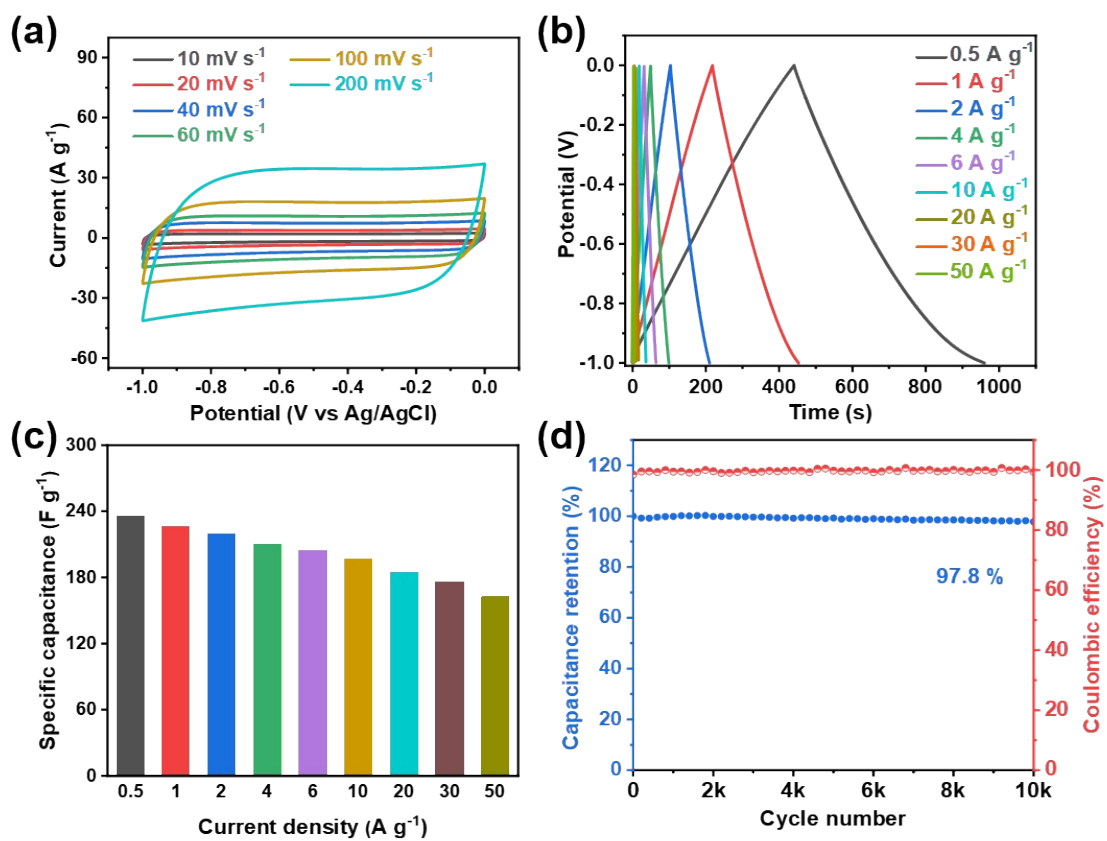 (a)
90
60
30
0
-30
-60
Current (A g⁻¹)
10 mV s⁻¹
20 mV s⁻¹
40 mV s⁻¹
60 mV s⁻¹
100 mV s⁻¹
200 mV s⁻¹
-1.0 -0.8 -0.6 -0.4 -0.2 0.0
Potential (V vs Ag/AgCl)
(b)
0.0
-0.2
-0.4
-0.6
-0.8
-1.0
Potential (V)
0.5 A g⁻¹
1 A g⁻¹
2 A g⁻¹
4 A g⁻¹
6 A g⁻¹
10 A g⁻¹
20 A g⁻¹
30 A g⁻¹
50 A g⁻¹
0 200 400 600 800 1000
Time (s)
(c)
300
240
180
120
60
0
Specific capacitance (F g⁻¹)
0.5 1 2 4 6 10 20 30 50
Current density (A g⁻¹)
(d)
120
100
80
60
40
20
0
Capacitance retention (%)
97.8 %
100
80
60
40
20
0
Coulombic efficiency (%)
0 2k 4k 6k 8k 10k
Cycle number